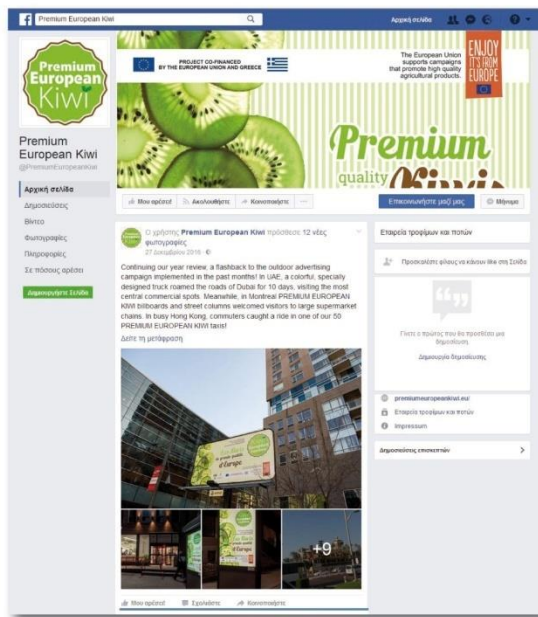 Premium European Kiwi
Αρχική σελίδα
Premium
European
Kiwi
PROJECT CO-FINANCED
BY THE EUROPEAN UNION AND GREECE
The European Union
supports campaigns
that promote high quality
agricultural products.
ENJOY
IT'S FROM
EUROPE
Premium
quality Kiwis
Premium
European Kiwi
@PremiumEuropeanKiwi
Αρχική σελίδα
Δημοσιεύσεις
Βίντεο
Φωτογραφίες
Πληροφορίες
Σε πόσους αρέσει
Δημιουργήστε Σελίδα
Μου αρέσει!
Ακολουθήστε
Κοινοποιήστε
Επικοινωνήστε μαζί μας
Μήνυμα
Ο χρήστης Premium European Kiwi πρόσθεσε 12 νέες
φωτογραφίες
27 Δεκεμβρίου 2016
Continuing our year review, a flashback to the outdoor advertising
campaign implemented in the past months! In UAE, a colorful, specially
designed truck roamed the roads of Dubai for 10 days, visiting the most
central commercial spots. Meanwhile, in Montreal PREMIUM EUROPEAN
KIWI billboards and street columns welcomed visitors to large supermarket
chains. In busy Hong Kong, commuters caught a ride in one of our 50
PREMIUM EUROPEAN KIWI taxis!
Δείτε τη μετάφραση
d'Europe
+9
Μου αρέσει!
Σχολιάστε
Κοινοποιήστε
Εταιρεία τροφίμων και ποτών
Προσκαλέστε φίλους να κάνουν like στη Σελίδα
Γίνετε ο πρώτος που θα προσθέσει μια
δημοσίευση.
Δημιουργία δημοσίευσης
premiumeuropeankiwi.eu/
Εταιρεία τροφίμων και ποτών
Impressum
Δημοσιεύσεις επισκεπτών